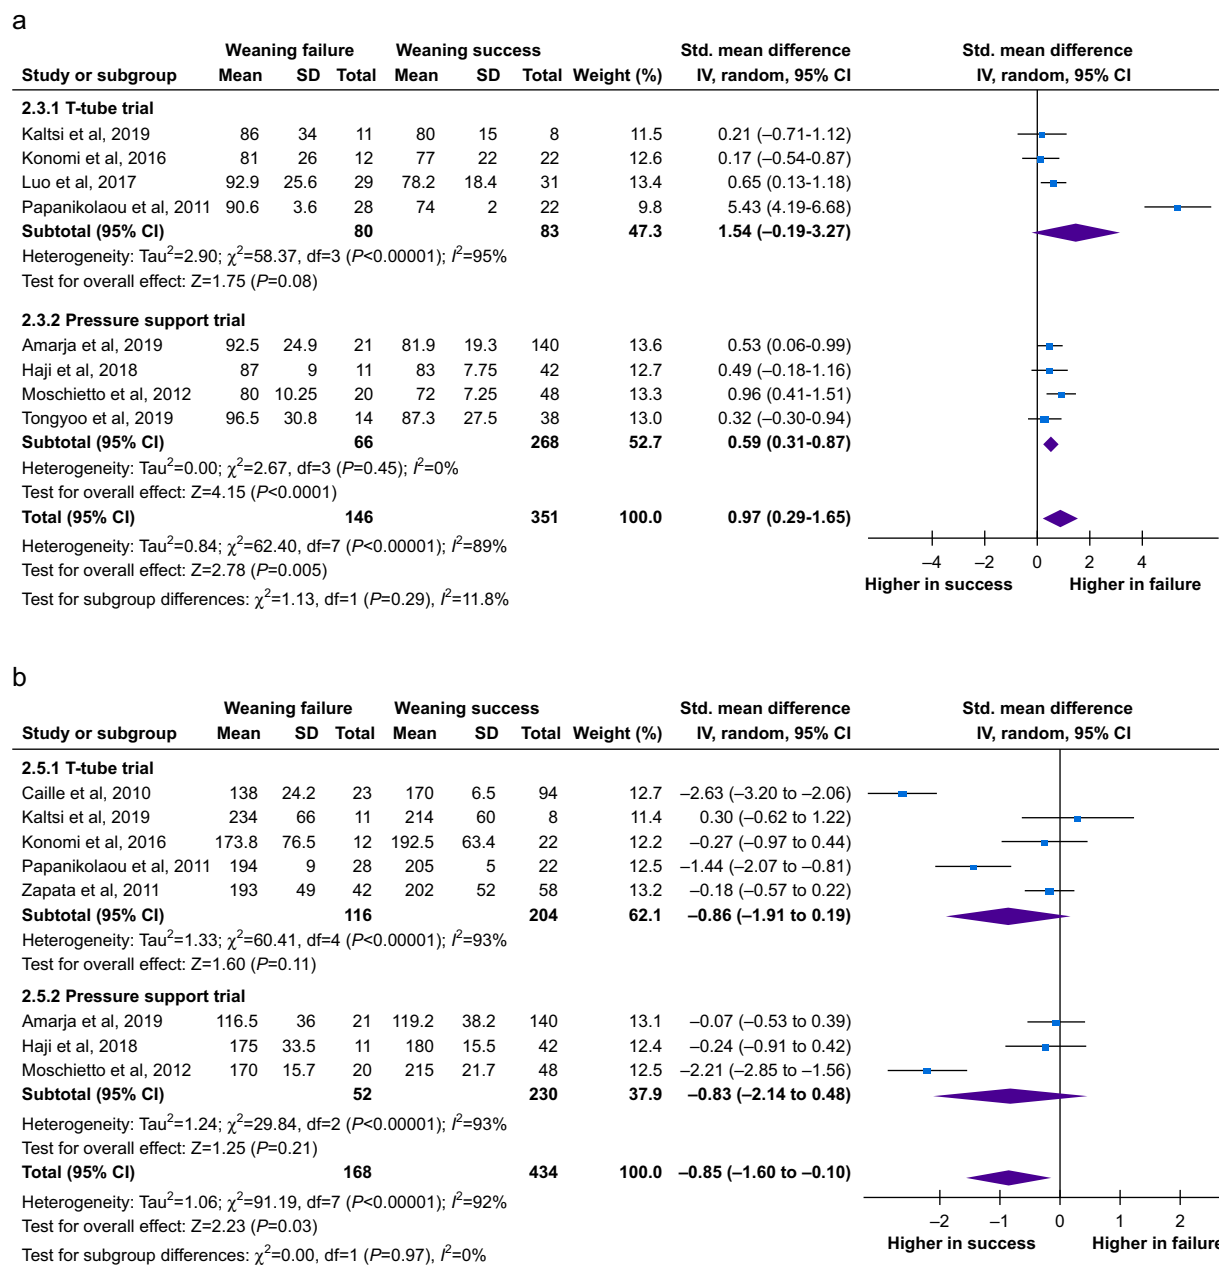 a
Weaning failure Weaning success Std. mean difference Std. mean difference
Study or subgroup Mean SD Total Mean SD Total Weight (%) IV, random, 95% CI IV, random, 95% CI
2.3.1 T-tube trial
Kaltsi et al, 2019 86 34 11 80 15 8 11.5 0.21 (–0.71-1.12)
Konomi et al, 2016 81 26 12 77 22 22 12.6 0.17 (–0.54-0.87)
Luo et al, 2017 92.9 25.6 29 78.2 18.4 31 13.4 0.65 (0.13-1.18)
Papanikolaou et al, 2011 90.6 3.6 28 74 2 22 9.8 5.43 (4.19-6.68)
Subtotal (95% CI) 80 83 47.3 1.54 (–0.19-3.27)
Heterogeneity: Tau²=2.90; χ²=58.37, df=3 (P<0.00001); I²=95%
Test for overall effect: Z=1.75 (P=0.08)
2.3.2 Pressure support trial
Amarja et al, 2019 92.5 24.9 21 81.9 19.3 140 13.6 0.53 (0.06-0.99)
Haji et al, 2018 87 9 11 83 7.75 42 12.7 0.49 (–0.18-1.16)
Moschietto et al, 2012 80 10.25 20 72 7.25 48 13.3 0.96 (0.41-1.51)
Tongyoo et al, 2019 96.5 30.8 14 87.3 27.5 38 13.0 0.32 (–0.30-0.94)
Subtotal (95% CI) 66 268 52.7 0.59 (0.31-0.87)
Heterogeneity: Tau²=0.00; χ²=2.67, df=3 (P=0.45); I²=0%
Test for overall effect: Z=4.15 (P<0.0001)
Total (95% CI) 146 351 100.0 0.97 (0.29-1.65)
Heterogeneity: Tau²=0.84; χ²=62.40, df=7 (P<0.00001); I²=89%
Test for overall effect: Z=2.78 (P=0.005)
Test for subgroup differences: χ²=1.13, df=1 (P=0.29), I²=11.8%
–4 –2 0 2 4
Higher in success Higher in failure
b
Weaning failure Weaning success Std. mean difference Std. mean difference
Study or subgroup Mean SD Total Mean SD Total Weight (%) IV, random, 95% CI IV, random, 95% CI
2.5.1 T-tube trial
Caille et al, 2010 138 24.2 23 170 6.5 94 12.7 –2.63 (–3.20 to –2.06)
Kaltsi et al, 2019 234 66 11 214 60 8 11.4 0.30 (–0.62 to 1.22)
Konomi et al, 2016 173.8 76.5 12 192.5 63.4 22 12.2 –0.27 (–0.97 to 0.44)
Papanikolaou et al, 2011 194 9 28 205 5 22 12.5 –1.44 (–2.07 to –0.81)
Zapata et al, 2011 193 49 42 202 52 58 13.2 –0.18 (–0.57 to 0.22)
Subtotal (95% CI) 116 204 62.1 –0.86 (–1.91 to 0.19)
Heterogeneity: Tau²=1.33; χ²=60.41, df=4 (P<0.00001); I²=93%
Test for overall effect: Z=1.60 (P=0.11)
2.5.2 Pressure support trial
Amarja et al, 2019 116.5 36 21 119.2 38.2 140 13.1 –0.07 (–0.53 to 0.39)
Haji et al, 2018 175 33.5 11 180 15.5 42 12.4 –0.24 (–0.91 to 0.42)
Moschietto et al, 2012 170 15.7 20 215 21.7 48 12.5 –2.21 (–2.85 to –1.56)
Subtotal (95% CI) 52 230 37.9 –0.83 (–2.14 to 0.48)
Heterogeneity: Tau²=1.24; χ²=29.84, df=2 (P<0.00001); I²=93%
Test for overall effect: Z=1.25 (P=0.21)
Total (95% CI) 168 434 100.0 –0.85 (–1.60 to –0.10)
Heterogeneity: Tau²=1.06; χ²=91.19, df=7 (P<0.00001); I²=92%
Test for overall effect: Z=2.23 (P=0.03)
Test for subgroup differences: χ²=0.00, df=1 (P=0.97), I²=0%
–2 –1 0 1 2
Higher in success Higher in failure